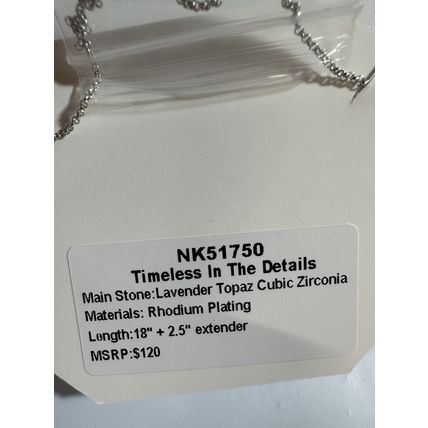 NK51750
Timeless In The Details
Main Stone:Lavender Topaz Cubic Zirconia
Materials: Rhodium Plating
Length:18" + 2.5" extender
MSRP:$120